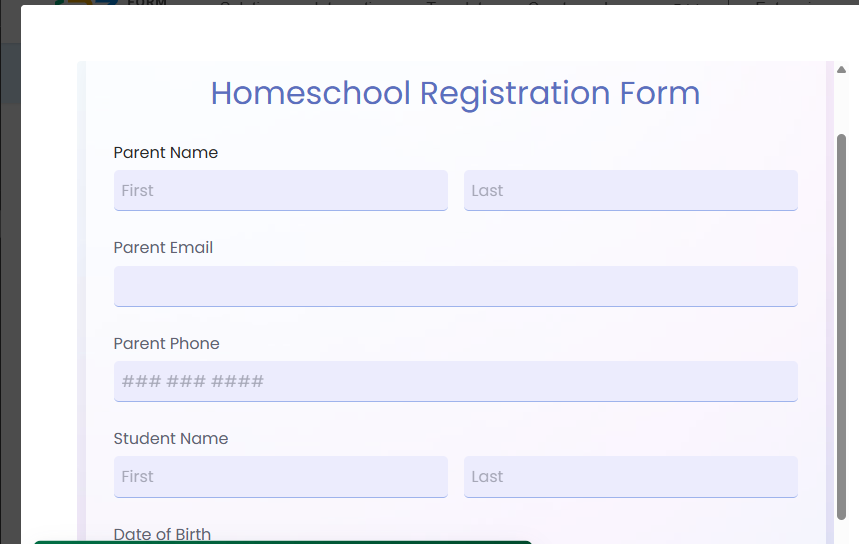 FORM
Homeschool Registration Form
Parent Name
First Last
Parent Email
Parent Phone
### ### ####
Student Name
First Last
Date of Birth